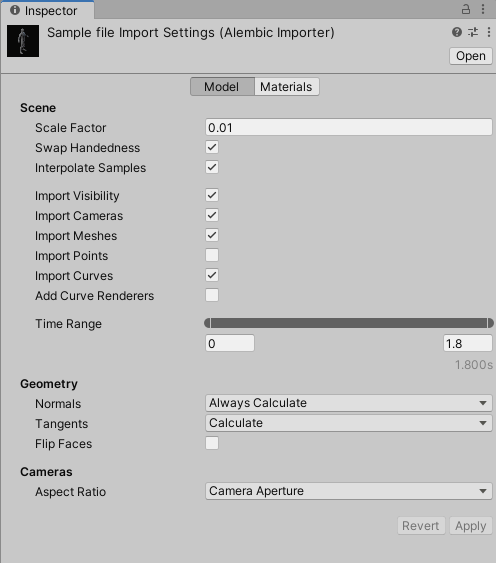 Inspector
Sample file Import Settings (Alembic Importer)
Open
Model Materials
Scene
Scale Factor 0.01
Swap Handedness
Interpolate Samples
Import Visibility
Import Cameras
Import Meshes
Import Points
Import Curves
Add Curve Renderers
Time Range
0 1.8
1.800s
Geometry
Normals Always Calculate
Tangents Calculate
Flip Faces
Cameras
Aspect Ratio Camera Aperture
Revert Apply